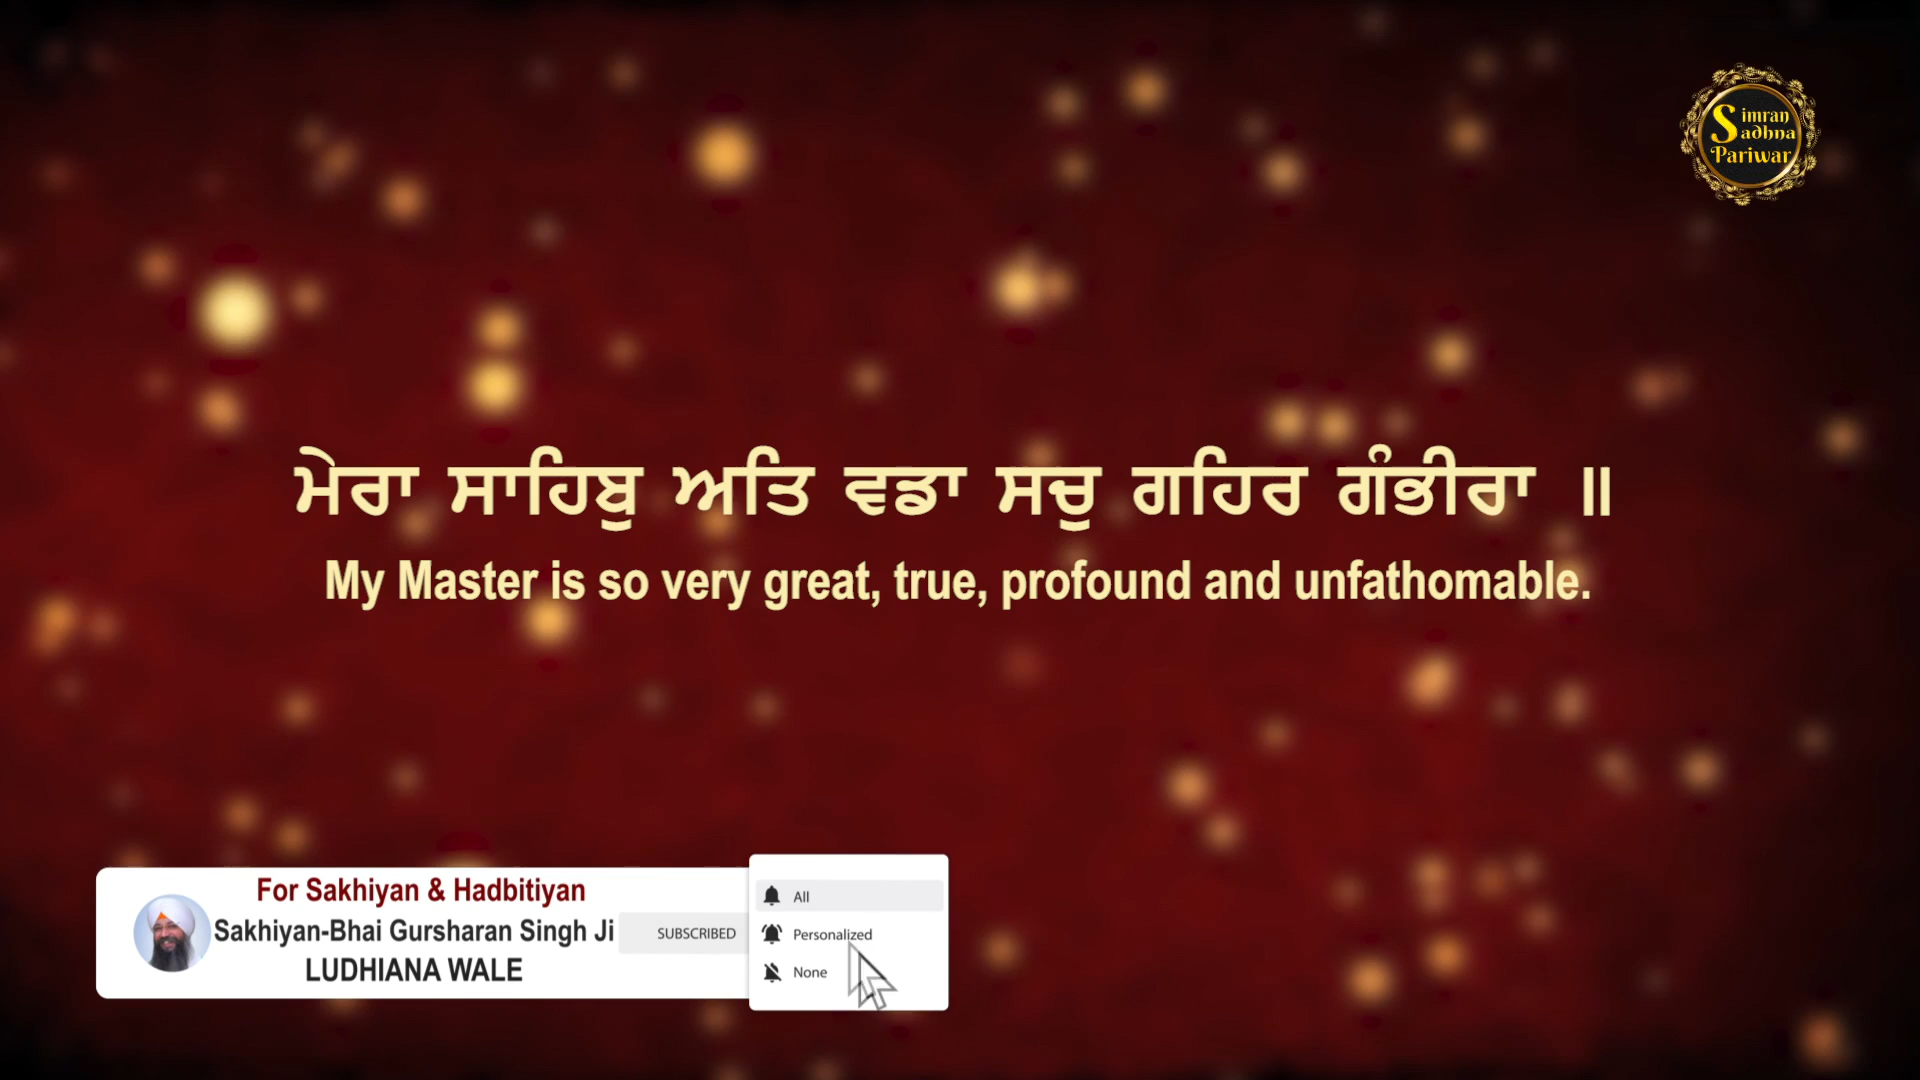 Simran
Sadhna
Pariwar
ਮੇਰਾ ਸਾਹਿਬੁ ਅਤਿ ਵਡਾ ਸਚੁ ਗਹਿਰ ਗੰਭੀਰਾ ॥
My Master is so very great, true, profound and unfathomable.
For Sakhiyan & Hadbitiyan
Sakhiyan-Bhai Gursharan Singh Ji
LUDHIANA WALE
SUBSCRIBED
All
Personalized
None